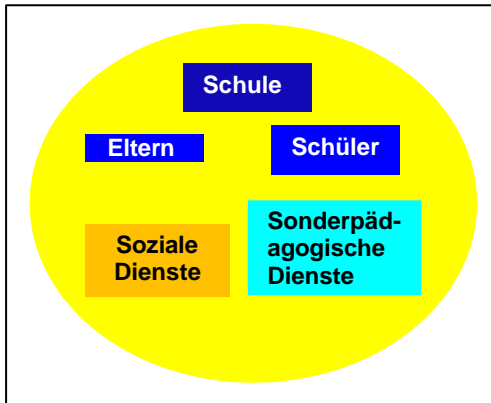 Schule
Eltern
Schüler
Soziale
Dienste
Sonderpäd-
agogische
Dienste